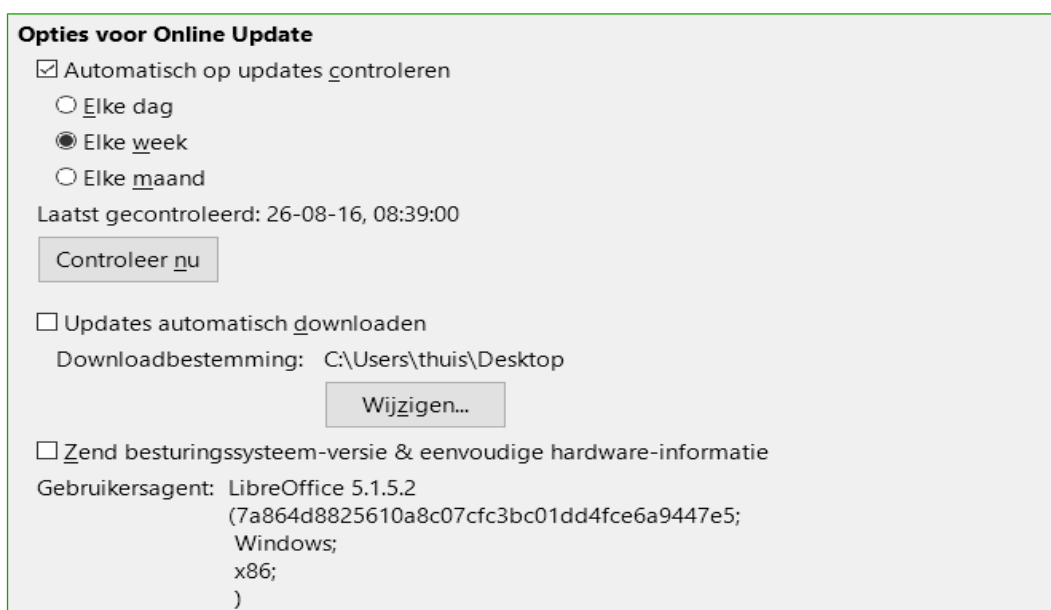 Opties voor Online Update
Automatisch op updates controleren
Elke dag
Elke week
Elke maand
Laatst gecontroleerd: 26-08-16, 08:39:00
Controleer nu
Updates automatisch downloaden
Downloadbestemming: C:\Users\thuis\Desktop
Wijzigen...
Zend besturingssysteem-versie & eenvoudige hardware-informatie
Gebruikersagent: LibreOffice 5.1.5.2
(7a864d8825610a8c07cfc3bc01dd4fce6a9447e5;
Windows;
x86;
)